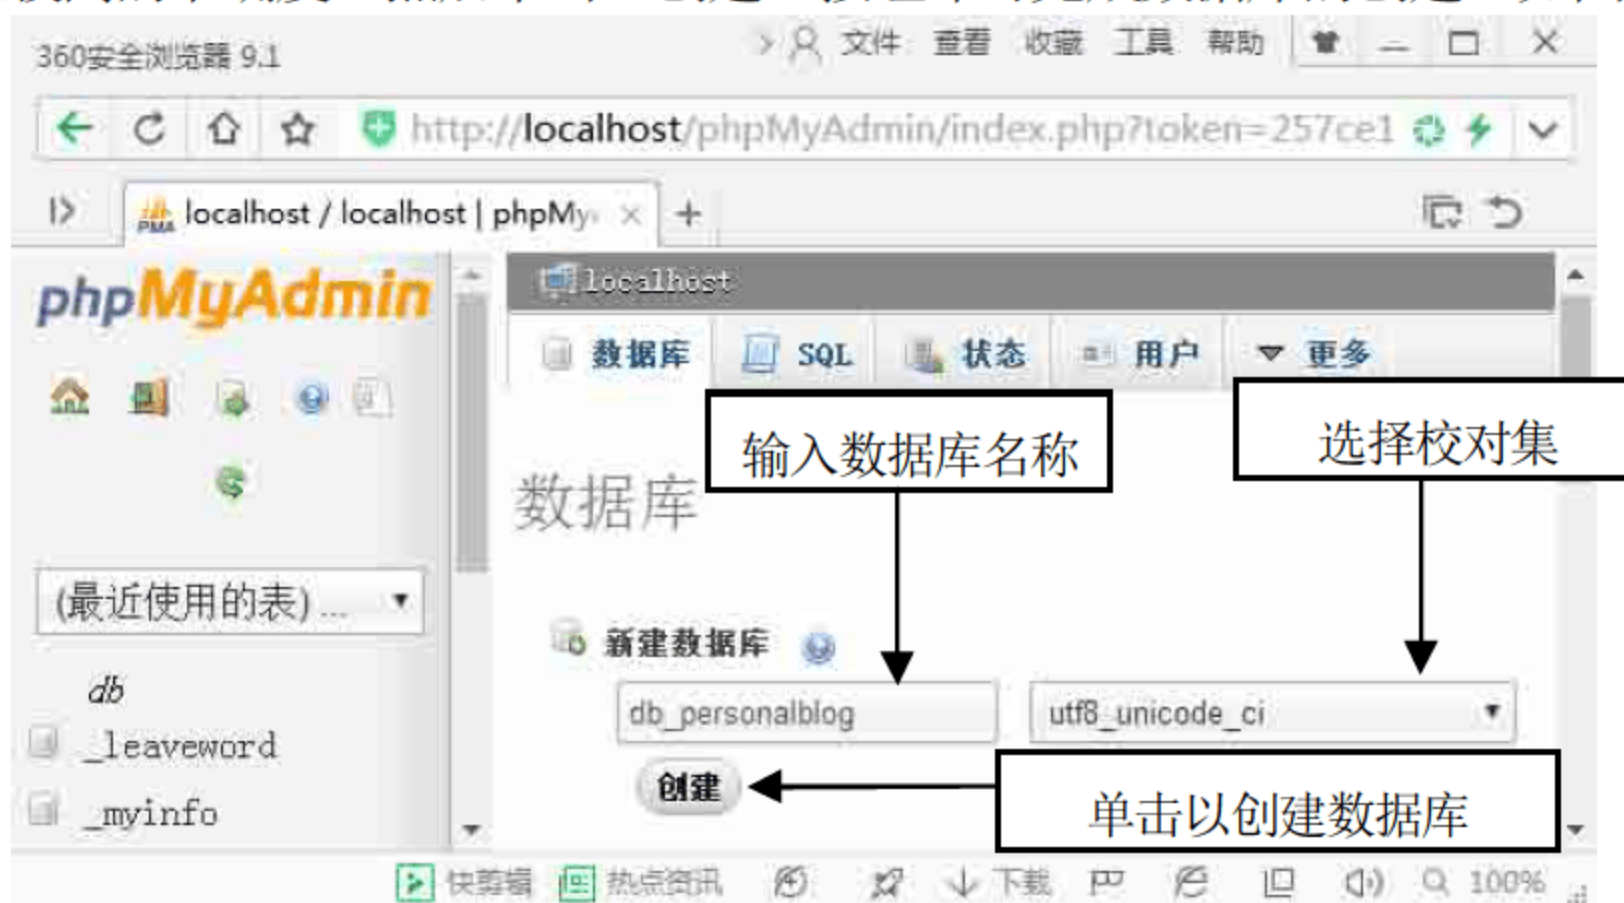 360安全浏览器 9.1
文件 查看 收藏 工具 帮助
http://localhost/phpMyAdmin/index.php?token=257ce1
localhost / localhost | phpMy
phpMyAdmin
localhost
数据库 SQL 状态 用户 更多
输入数据库名称
选择校对集
数据库
(最近使用的表) ...
新建数据库
db
db_personalblog
utf8_unicode_ci
_leaveword
创建
单击以创建数据库
_myinfo
快剪辑 热点资讯 下载 100%